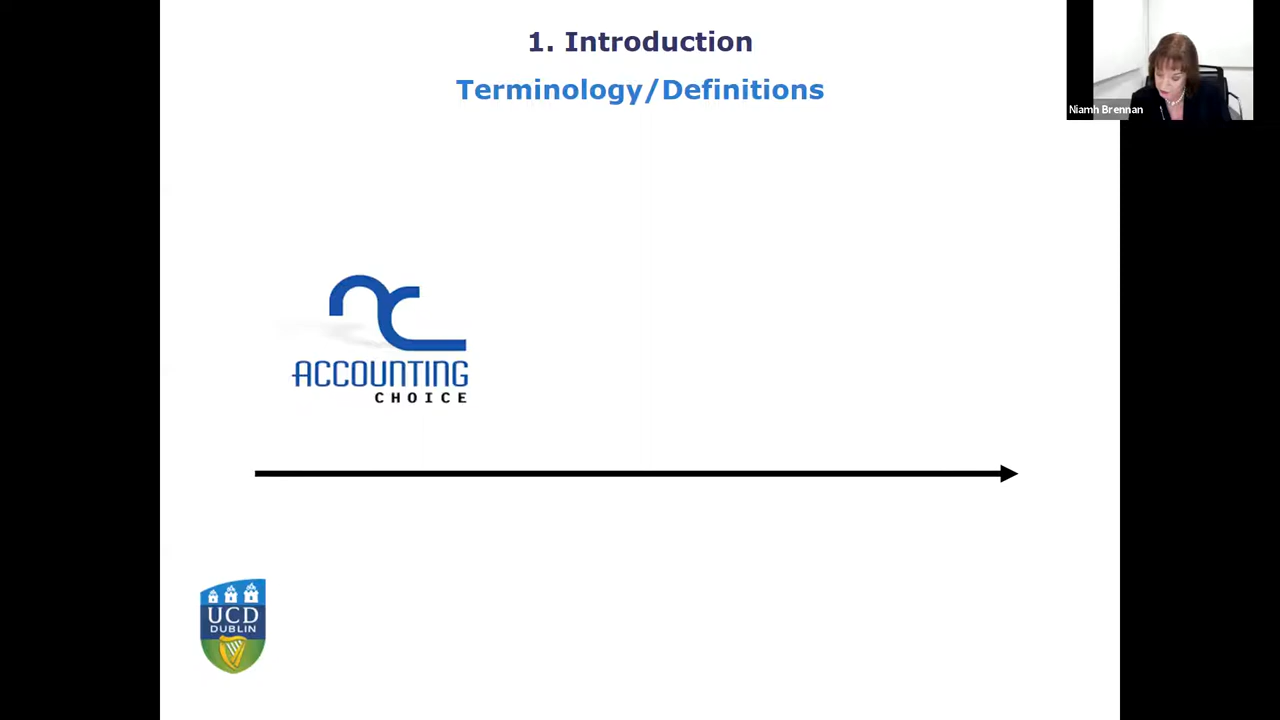 1. Introduction
Terminology/Definitions
Niamh Brennan
ACCOUNTING
CHOICE
UCD
DUBLIN